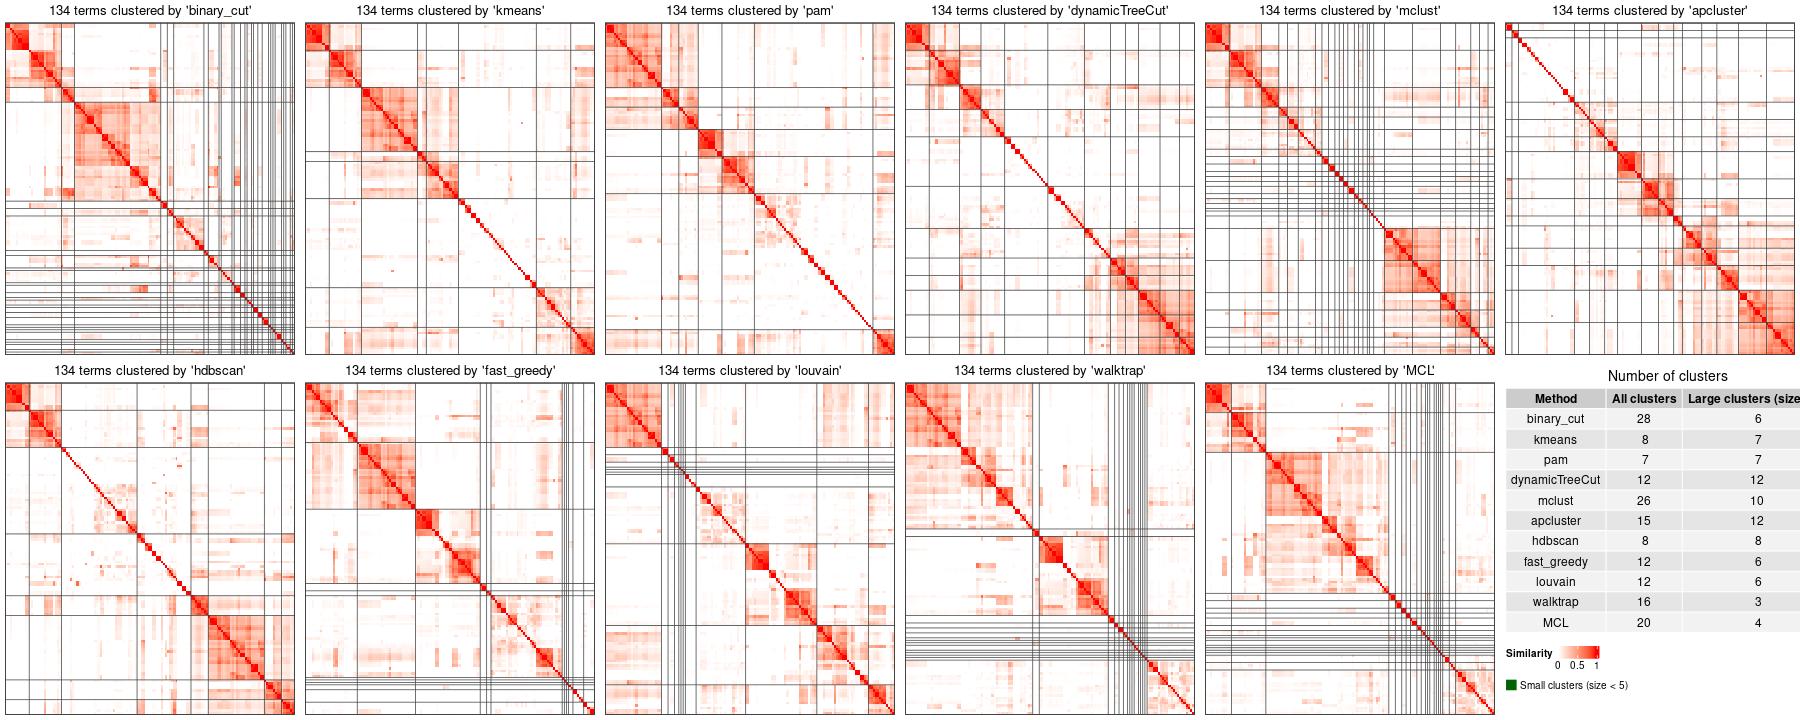 134 terms clustered by 'binary_cut'
134 terms clustered by 'kmeans'
134 terms clustered by 'pam'
134 terms clustered by 'dynamicTreeCut'
134 terms clustered by 'mclust'
134 terms clustered by 'apcluster'
134 terms clustered by 'hdbscan'
134 terms clustered by 'fast_greedy'
134 terms clustered by 'louvain'
134 terms clustered by 'walktrap'
134 terms clustered by 'MCL'
Number of clusters
Method All clusters Large clusters (size
binary_cut 28 6
kmeans 8 7
pam 7 7
dynamicTreeCut 12 12
mclust 26 10
apcluster 15 12
hdbscan 8 8
fast_greedy 12 6
louvain 12 6
walktrap 16 3
MCL 20 4
Similarity
0 0.5 1
Small clusters (size < 5)